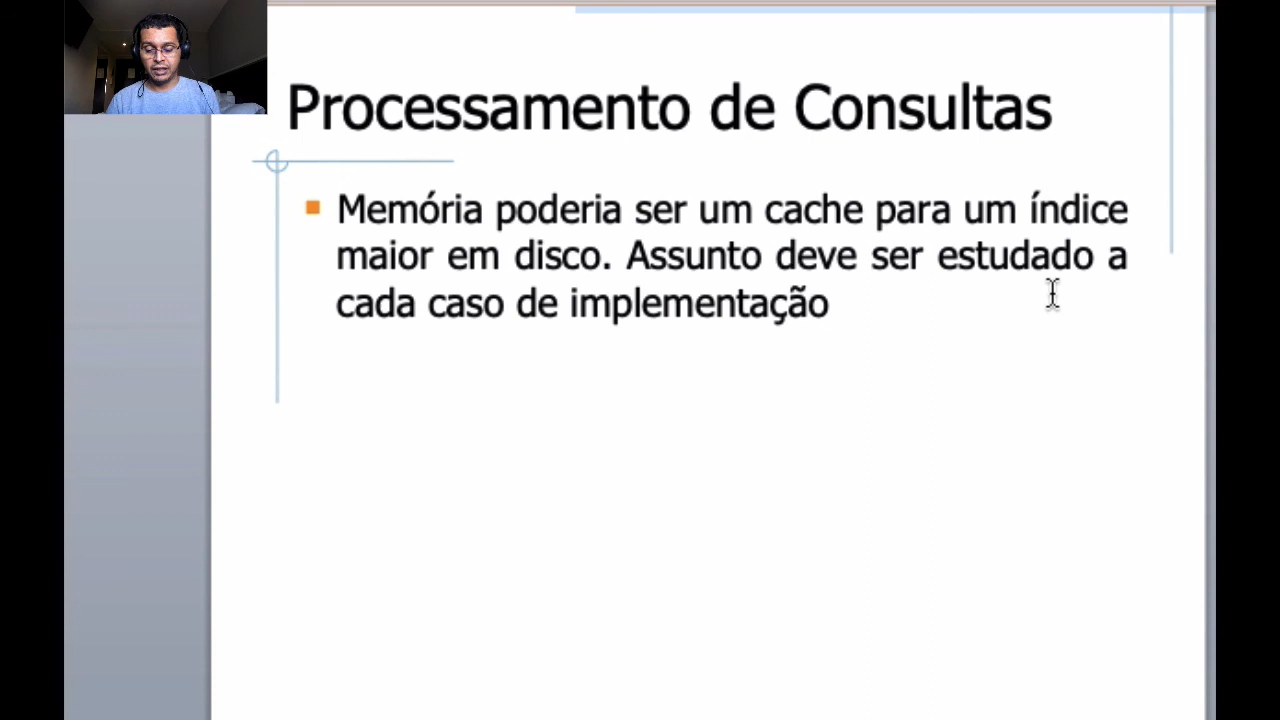 Processamento de Consultas
Memória poderia ser um cache para um índice
maior em disco. Assunto deve ser estudado a
cada caso de implementação